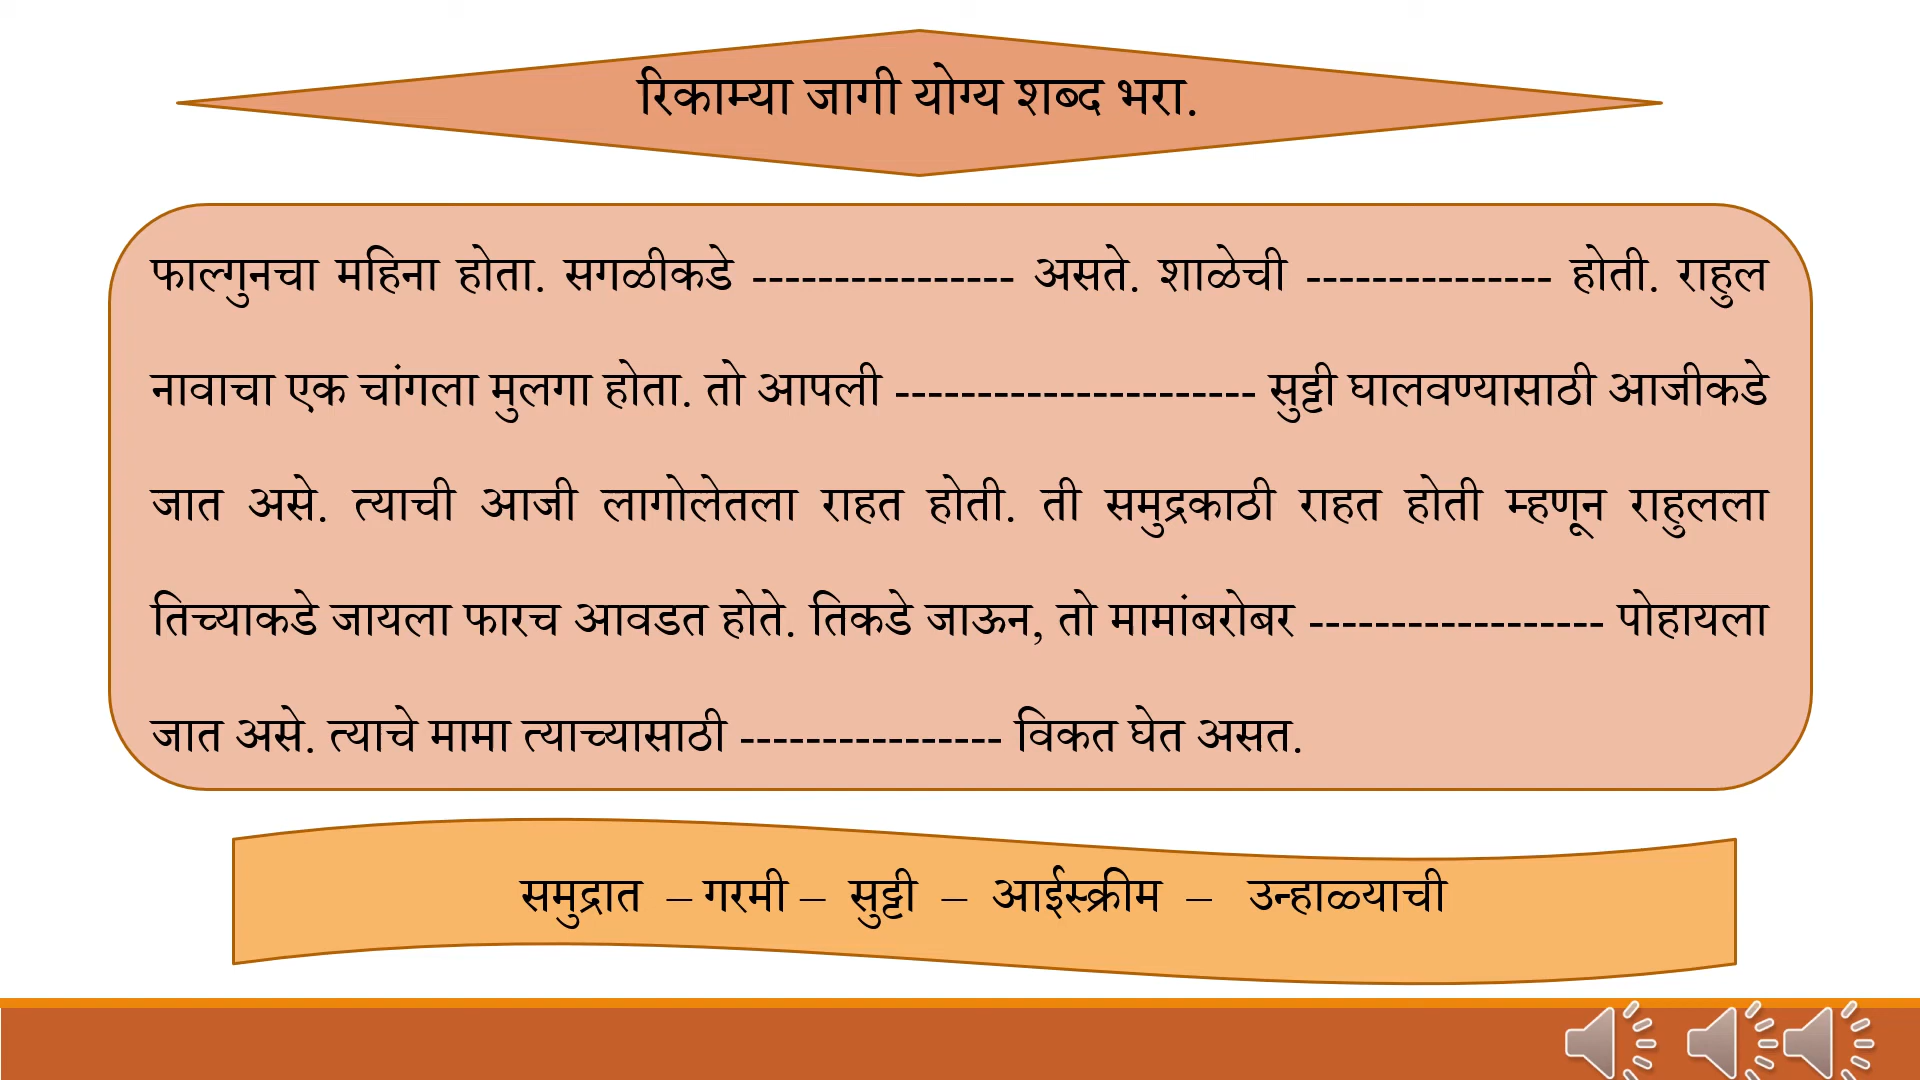 रिकाम्या जागी योग्य शब्द भरा.
फाल्गुनचा महिना होता. सगळीकडे ---------------- असते. शाळेची --------------- होती. राहुल
नावाचा एक चांगला मुलगा होता. तो आपली ---------------------- सुट्टी घालवण्यासाठी आजीकडे
जात असे. त्याची आजी लागोलेतला राहत होती. ती समुद्रकाठी राहत होती म्हणून राहुलला
तिच्याकडे जायला फारच आवडत होते. तिकडे जाऊन, तो मामांबरोबर ------------------ पोहायला
जात असे. त्याचे मामा त्याच्यासाठी ---------------- विकत घेत असत.
समुद्रात – गरमी – सुट्टी – आईस्क्रीम – उन्हाळ्याची